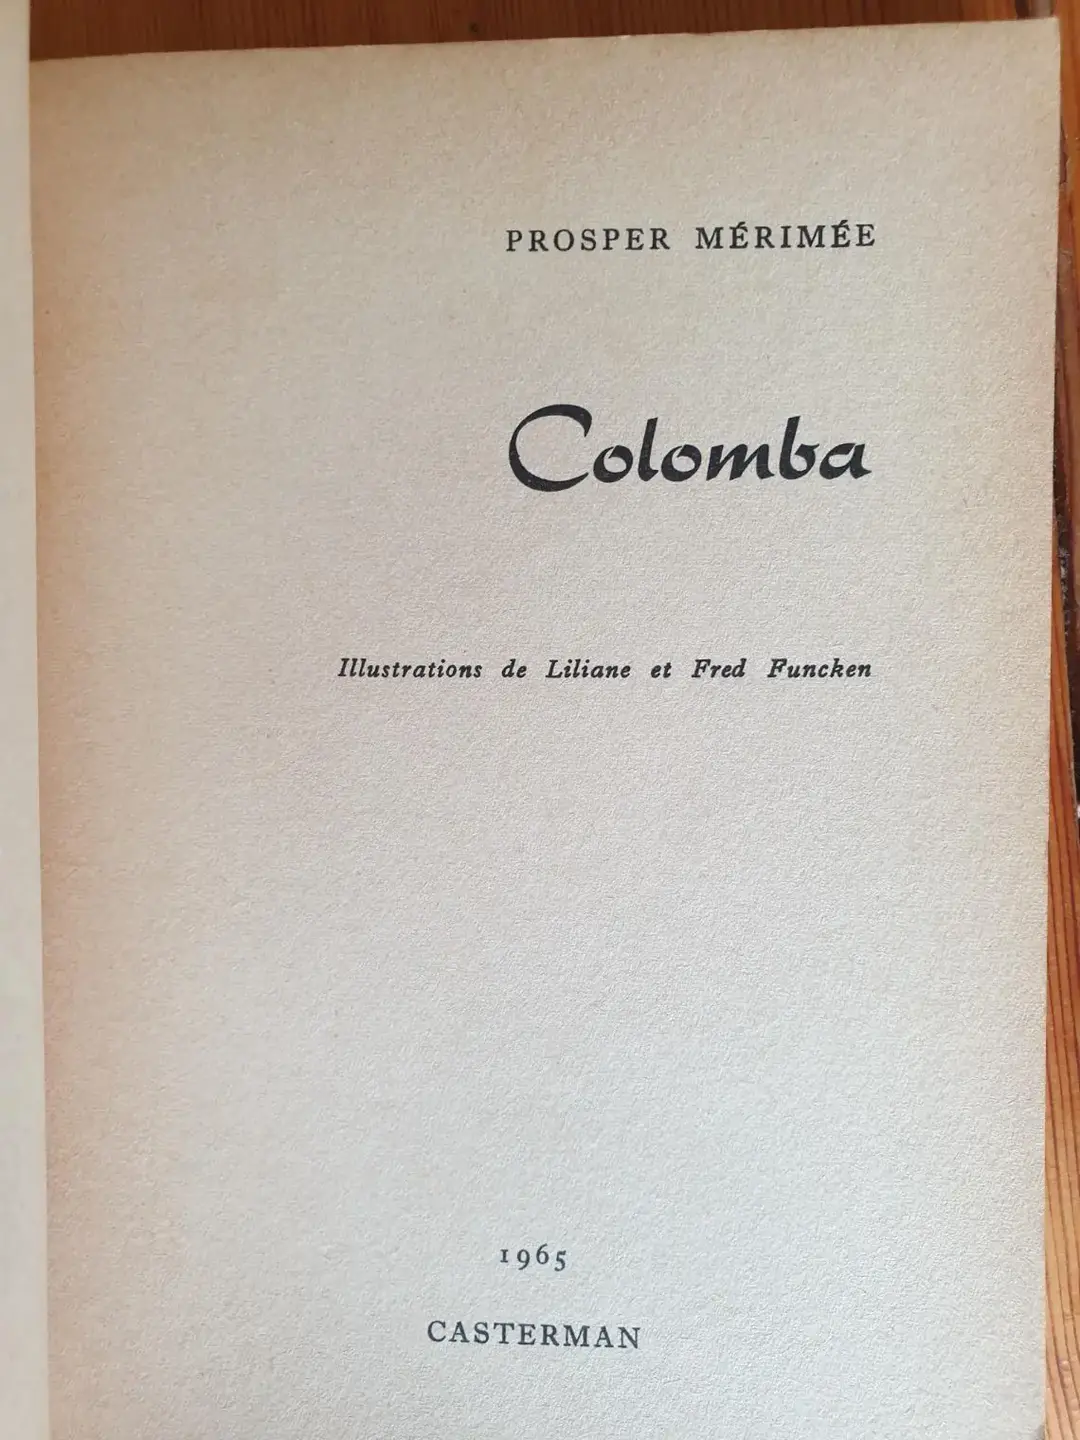 PROSPER MÉRIMÉE
Colomba
Illustrations de Liliane et Fred Funcken
1965
CASTERMAN